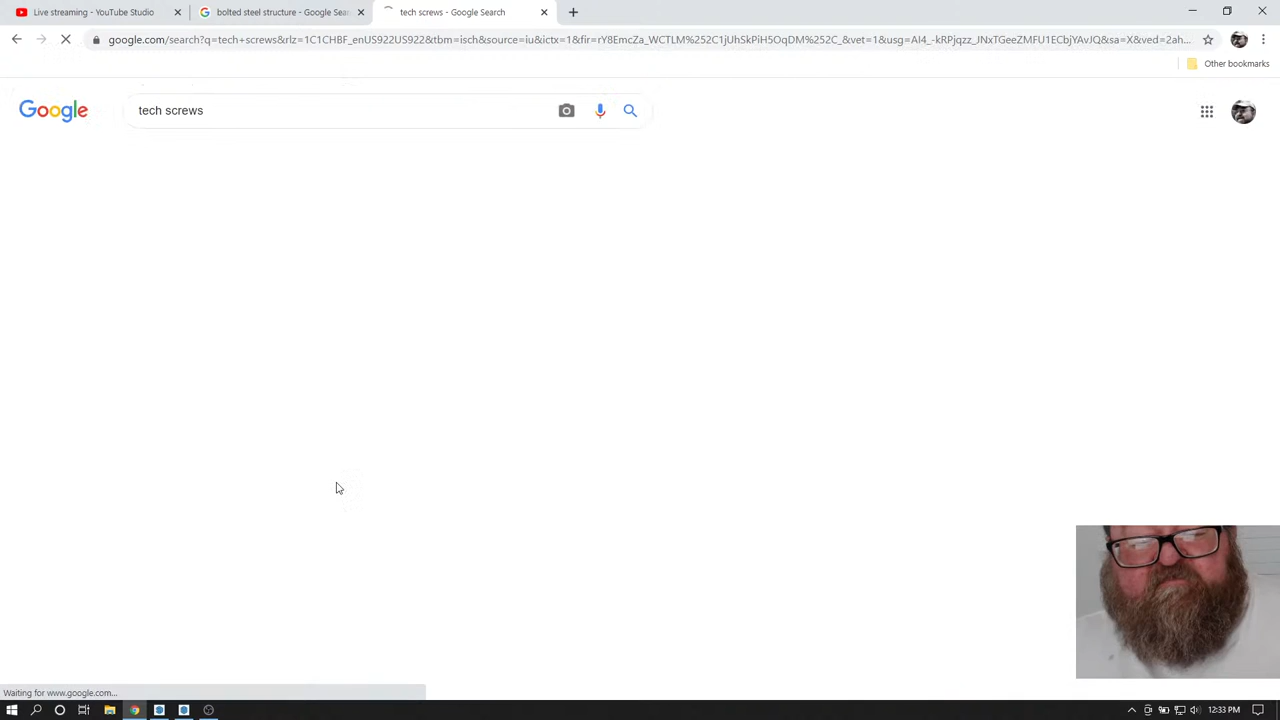 Live streaming - YouTube Studio
bolted steel structure - Google Sear
tech screws - Google Search
google.com/search?q=tech+screws&rlz=1C1CHBF_enUS922US922&tbm=isch&source=iu&ictx=1&fir=rY8EmcZa_WCTLM%252C1jUhSkPiH5OqDM%252C_&vet=1&usg=AI4_-kRPjqzz_JNxTGeeZMFU1ECbjYAvJQ&sa=X&ved=2ah...
Other bookmarks
Google
tech screws
Waiting for www.google.com...
12:33 PM